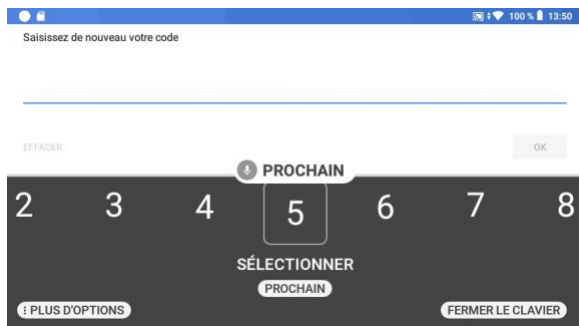 100 % 13:50
Saisissez de nouveau votre code
EFFACER OK
PROCHAIN
2 3 4 5 6 7 8
SÉLECTIONNER
PROCHAIN
PLUS D'OPTIONS FERMER LE CLAVIER